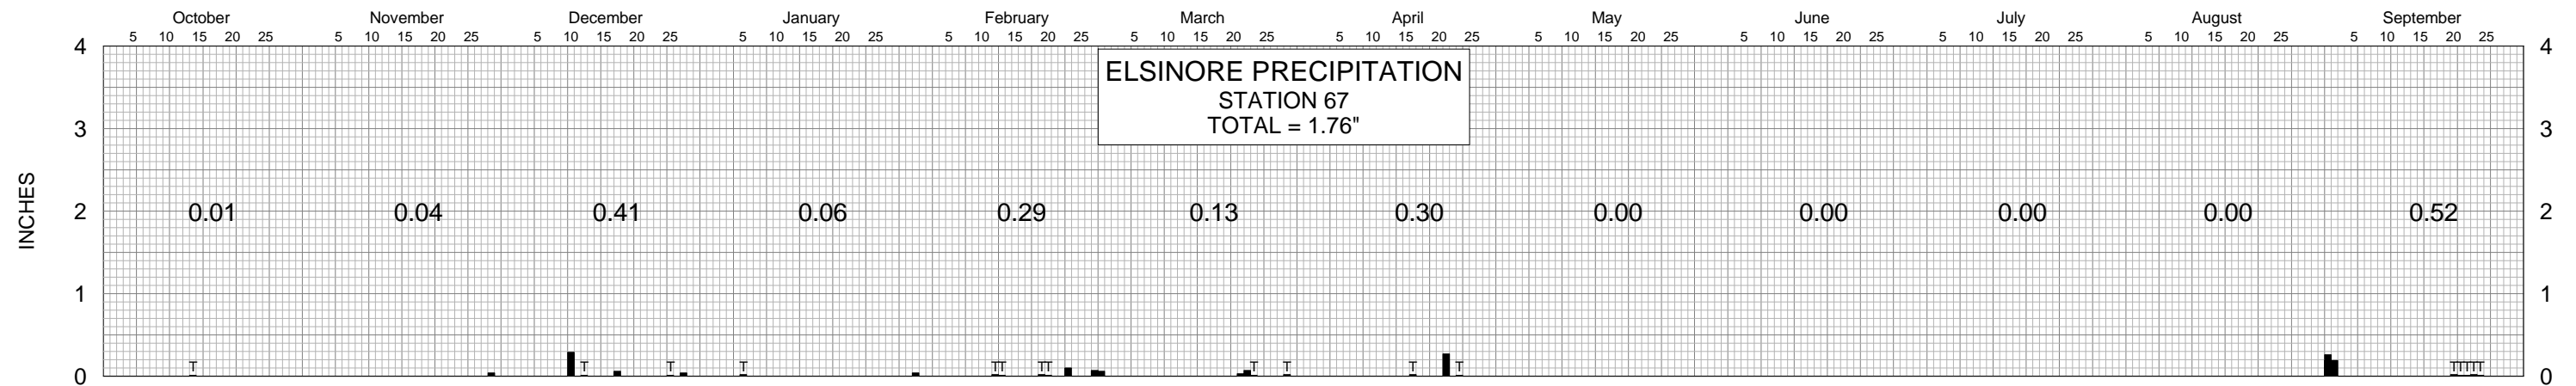 October November December January February March April May June July August September
5 10 15 20 25 5 10 15 20 25 5 10 15 20 25 5 10 15 20 25 5 10 15 20 25 5 10 15 20 25 5 10 15 20 25 5 10 15 20 25 5 10 15 20 25 5 10 15 20 25 5 10 15 20 25 5 10 15 20 25
4 4
ELSINORE PRECIPITATION
STATION 67
TOTAL = 1.76"
3 3
INCHES
2 0.01 0.04 0.41 0.06 0.29 0.13 0.30 0.00 0.00 0.00 0.00 0.52 2
1 1
T T T T T T T T T T T T T T T T T
0 0